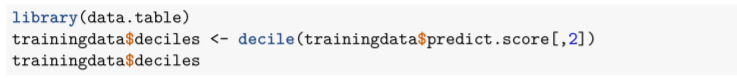 library(data.table)
trainingdata$deciles <- decile(trainingdata$predict.score[,2])
trainingdata$deciles